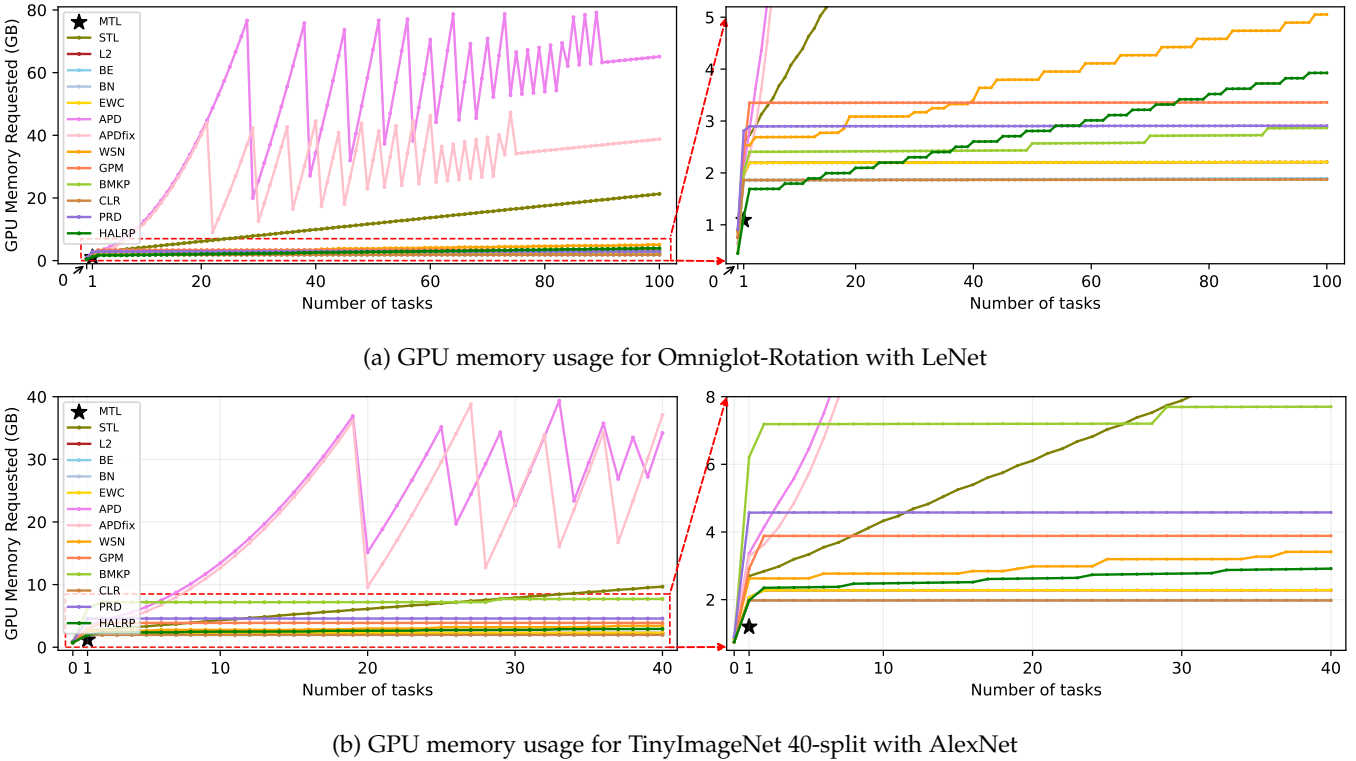 GPU Memory Requested (GB)
80
60
40
20
0
MTL
STL
L2
BE
BN
EWC
APD
APDfix
WSN
GPM
BMKP
CLR
PRD
HALRP
0 1 20 40 60 80 100
Number of tasks
5
4
3
2
1
0 1 20 40 60 80 100
Number of tasks
(a) GPU memory usage for Omniglot-Rotation with LeNet
GPU Memory Requested (GB)
40
30
20
10
0
MTL
STL
L2
BE
BN
EWC
APD
APDfix
WSN
GPM
BMKP
CLR
PRD
HALRP
0 1 10 20 30 40
Number of tasks
8
6
4
2
0 1 10 20 30 40
Number of tasks
(b) GPU memory usage for TinyImageNet 40-split with AlexNet